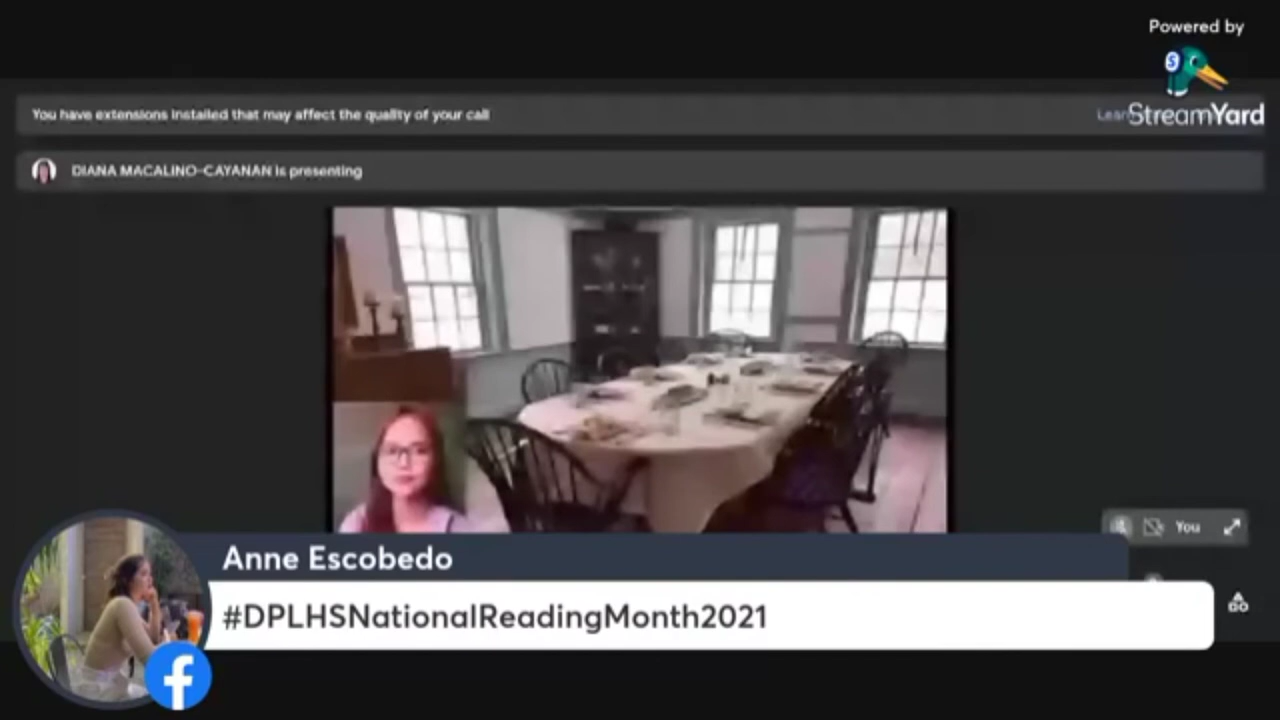 Powered by
StreamYard
You have extensions installed that may affect the quality of your call
Lear
DIANA MACALINO-CAYANAN is presenting
You
Anne Escobedo
#DPLHSNationalReadingMonth2021